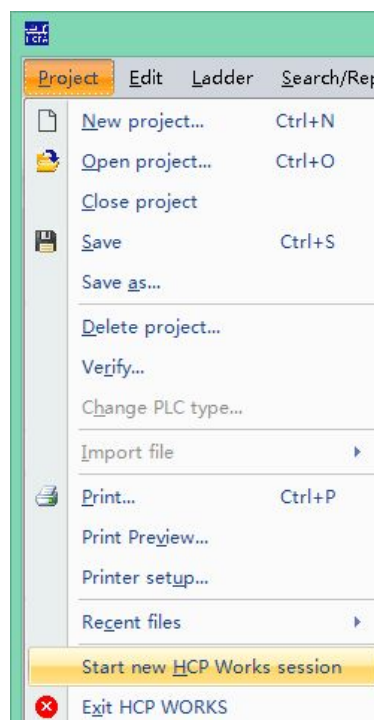 Project Edit Ladder Search/Rep
New project... Ctrl+N
Open project... Ctrl+O
Close project
Save Ctrl+S
Save as...
Delete project...
Verify...
Change PLC type...
Import file
Print... Ctrl+P
Print Preview...
Printer setup...
Recent files
Start new HCP Works session
Exit HCP WORKS